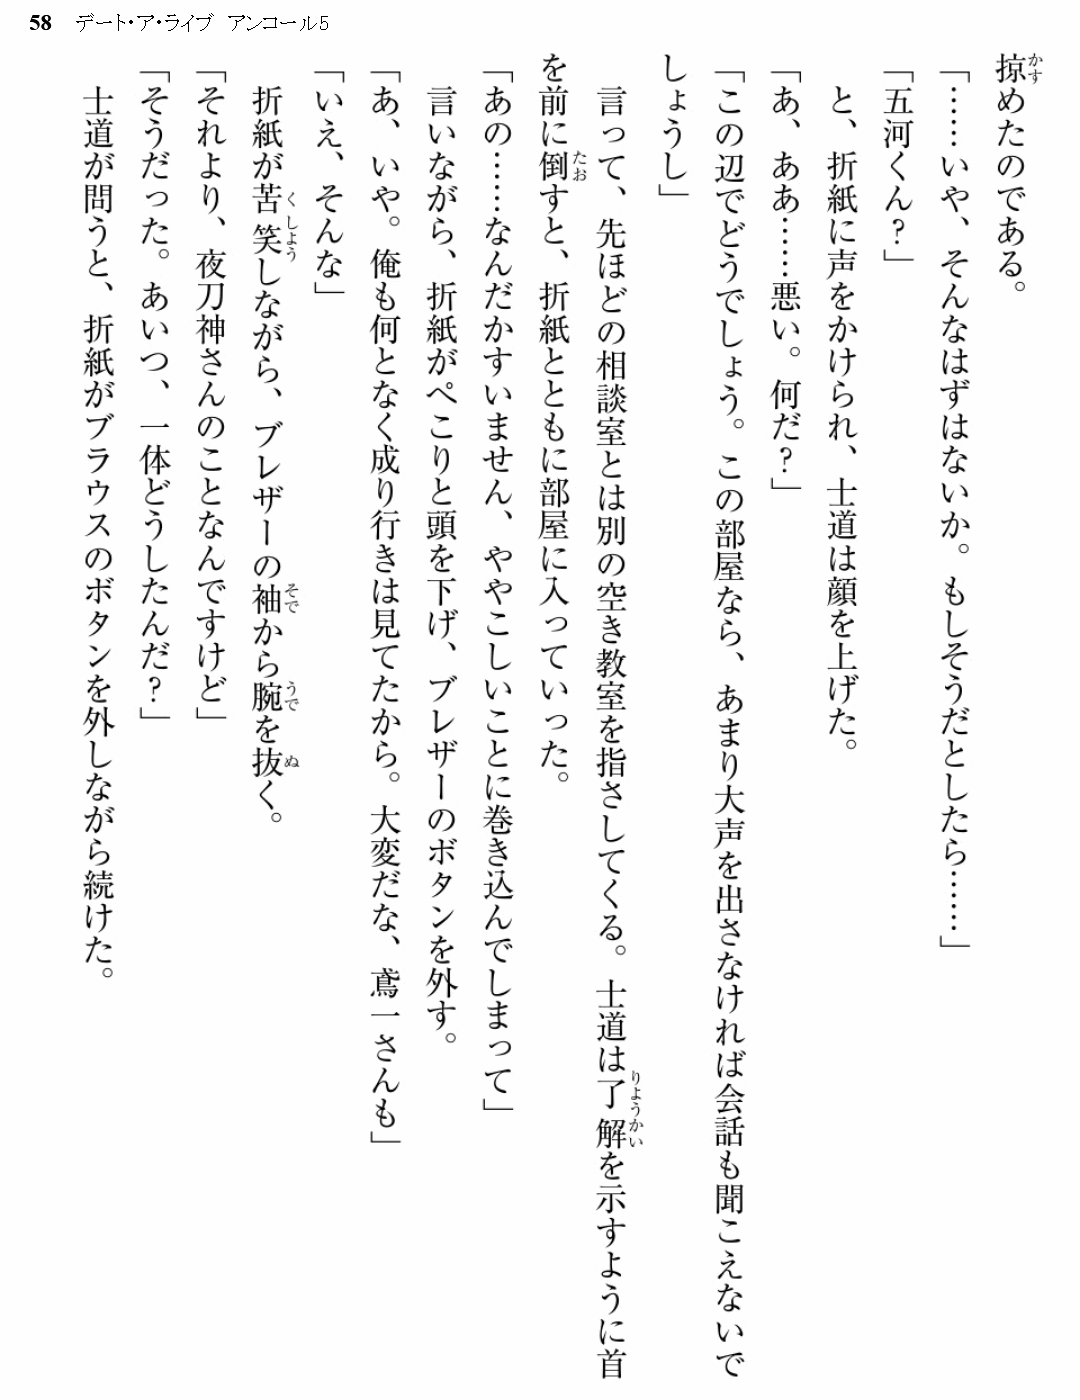 58 デート・ア・ライブ アンコール5
掠めたのである。
「……いや、そんなはずはないか。もしそうだとしたら……」
「五河くん?」
と、折紙に声をかけられ、士道は顔を上げた。
「あ、ああ……悪い。何だ?」
「この辺でどうでしょう。この部屋なら、あまり大声を出さなければ会話も聞こえないで
しょうし」
言って、先ほどの相談室とは別の空き教室を指さしてくる。士道は了解を示すように首
を前に倒すと、折紙とともに部屋に入っていった。
「あの……なんだかすいません、ややこしいことに巻き込んでしまって」
言いながら、折紙がぺこりと頭を下げ、ブレザーのボタンを外す。
「あ、いや。俺も何となく成り行きは見てたから。大変だな、鳶一さんも」
「いえ、そんな」
折紙が苦笑しながら、ブレザーの袖から腕を抜く。
「それより、夜刀神さんのことなんですけど」
「そうだった。あいつ、一体どうしたんだ?」
士道が問うと、折紙がブラウスのボタンを外しながら続けた。